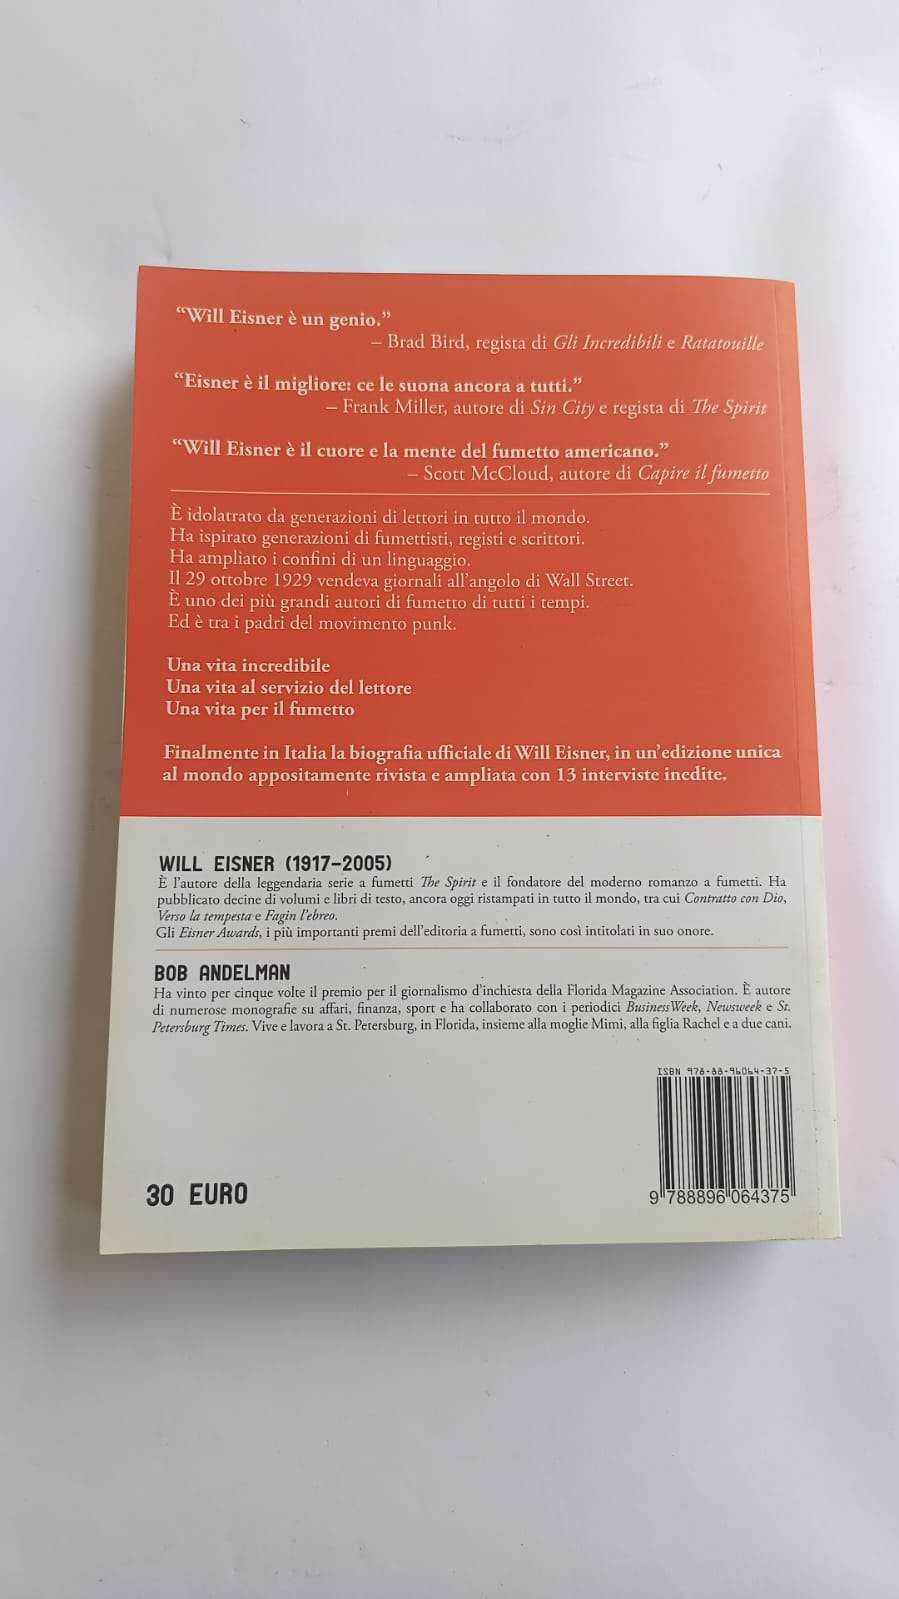 “Will Eisner è un genio.”
– Brad Bird, regista di Gli Incredibili e Ratatouille
“Eisner è il migliore: ce le suona ancora a tutti.”
– Frank Miller, autore di Sin City e regista di The Spirit
“Will Eisner è il cuore e la mente del fumetto americano.”
– Scott McCloud, autore di Capire il fumetto
È idolatrato da generazioni di lettori in tutto il mondo.
Ha ispirato generazioni di fumettisti, registi e scrittori.
Ha ampliato i confini di un linguaggio.
Il 29 ottobre 1929 vendeva giornali all’angolo di Wall Street.
È uno dei più grandi autori di fumetto di tutti i tempi.
Ed è tra i padri del movimento punk.
Una vita incredibile
Una vita al servizio del lettore
Una vita per il fumetto
Finalmente in Italia la biografia ufficiale di Will Eisner, in un’edizione unica
al mondo appositamente rivista e ampliata con 13 interviste inedite.
WILL EISNER (1917–2005)
È l’autore della leggendaria serie a fumetti The Spirit e il fondatore del moderno romanzo a fumetti. Ha
pubblicato decine di volumi e libri di testo, ancora oggi ristampati in tutto il mondo, tra cui Contratto con Dio,
Verso la tempesta e Fagin l’ebreo.
Gli Eisner Awards, i più importanti premi dell’editoria a fumetti, sono così intitolati in suo onore.
BOB ANDELMAN
Ha vinto per cinque volte il premio per il giornalismo d’inchiesta della Florida Magazine Association. È autore
di numerose monografie su affari, finanza, sport e ha collaborato con i periodici BusinessWeek, Newsweek e St.
Petersburg Times. Vive e lavora a St. Petersburg, in Florida, insieme alla moglie Mimi, alla figlia Rachel e a due cani.
ISBN 978-88-96064-37-5
30 EURO
9 788896 064375